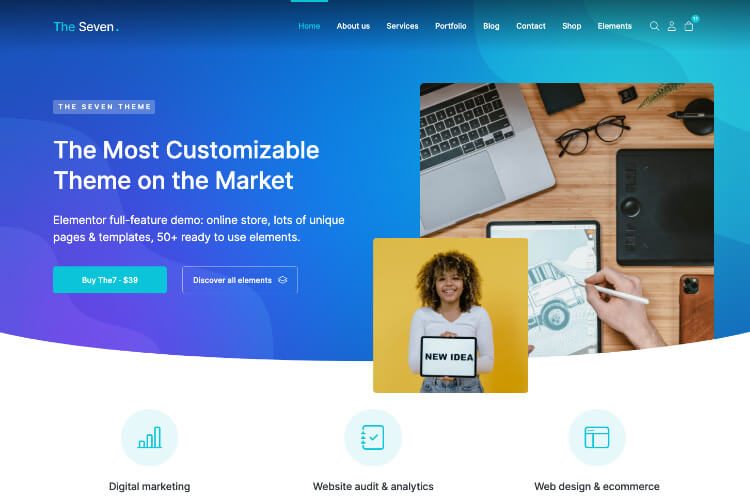 The Seven.
Home About us Services Portfolio Blog Contact Shop Elements
11
THE SEVEN THEME
The Most Customizable
Theme on the Market
Elementor full-feature demo: online store, lots of unique
pages & templates, 50+ ready to use elements.
Buy The7 - $39
Discover all elements
NEW IDEA
Digital marketing
Website audit & analytics
Web design & ecommerce